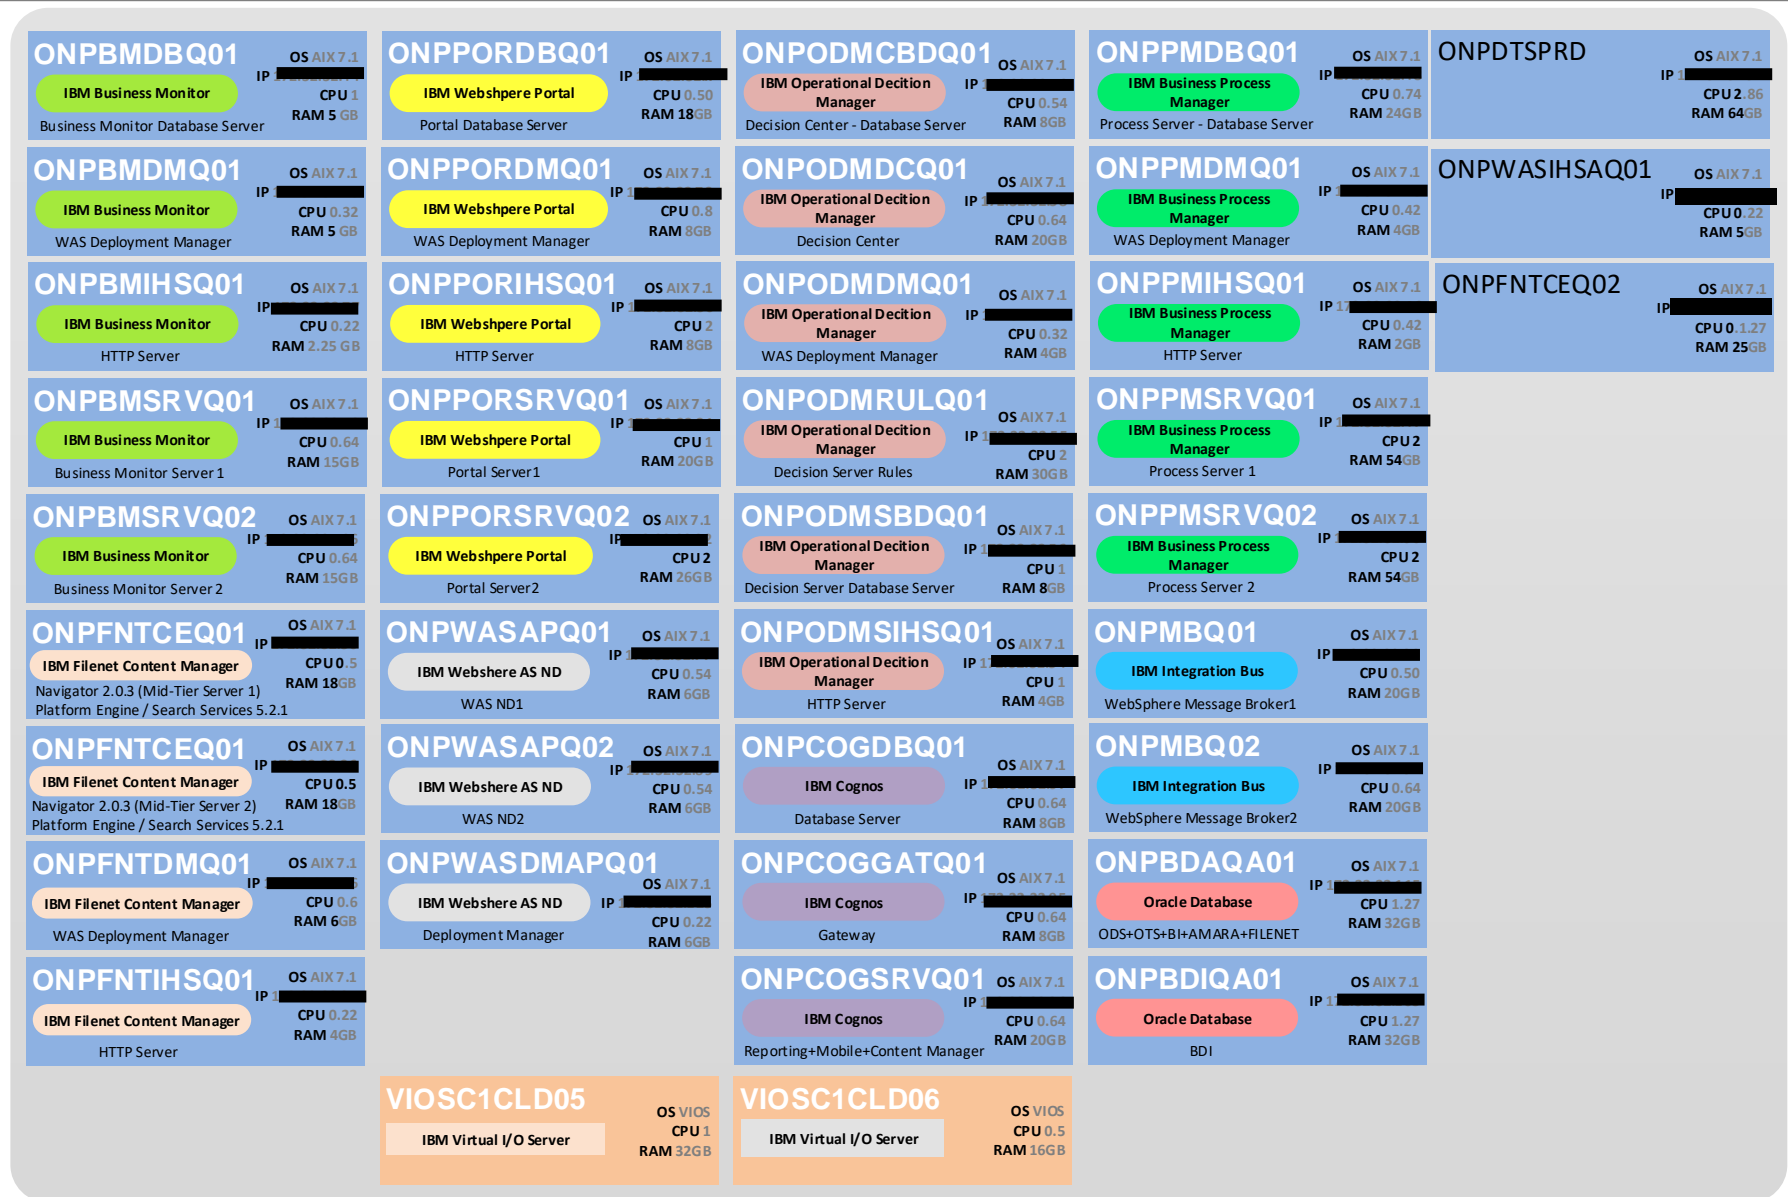 ONPBMDBQ01
OS AIX 7.1
IP
IBM Business Monitor
CPU 1
RAM 5 GB
Business Monitor Database Server
ONPPORDBQ01
OS AIX 7.1
IP
IBM Webshpere Portal
CPU 0.50
RAM 18GB
Portal Database Server
ONPODMCBDQ01
OS AIX 7.1
IP 1
IBM Operational Decition
Manager
CPU 0.54
RAM 8GB
Decision Center - Database Server
ONPPMDBQ01
OS AIX 7.1
IP
IBM Business Process
Manager
CPU 0.74
RAM 24GB
Process Server - Database Server
ONPDTSPRD
OS AIX 7.1
IP 1
CPU 2.86
RAM 64GB
ONPBMDMQ01
OS AIX 7.1
IP 1
IBM Business Monitor
CPU 0.32
RAM 5 GB
WAS Deployment Manager
ONPPORDMQ01
OS AIX 7.1
IP 1
IBM Webshpere Portal
CPU 0.8
RAM 8GB
WAS Deployment Manager
ONPODMDCQ01
OS AIX 7.1
IP 1
IBM Operational Decition
Manager
CPU 0.64
RAM 20GB
Decision Center
ONPPMDMQ01
OS AIX 7.1
IP 1
IBM Business Process
Manager
CPU 0.42
RAM 4GB
WAS Deployment Manager
ONPWASIHSAQ01
OS AIX 7.1
IP
CPU 0.22
RAM 5GB
ONPBMIHSQ01
OS AIX 7.1
IP
IBM Business Monitor
CPU 0.22
RAM 2.25 GB
HTTP Server
ONPPORIHSQ01
OS AIX 7.1
IP 1
IBM Webshpere Portal
CPU 2
RAM 8GB
HTTP Server
ONPODMDMQ01
OS AIX 7.1
IP
IBM Operational Decition
Manager
CPU 0.32
RAM 4GB
WAS Deployment Manager
ONPPMIHSQ01
OS AIX 7.1
IP 17
IBM Business Process
Manager
CPU 0.42
RAM 2GB
HTTP Server
ONPFNTCEQ02
OS AIX 7.1
IP
CPU 0.1.27
RAM 25GB
ONPBMSRVQ01
OS AIX 7.1
IP 1
IBM Business Monitor
CPU 0.64
RAM 15GB
Business Monitor Server 1
ONPPORSRVQ01
OS AIX 7.1
IP 1
IBM Webshpere Portal
CPU 1
RAM 20GB
Portal Server1
ONPODMRULQ01
OS AIX 7.1
IP 1
IBM Operational Decition
Manager
CPU 2
RAM 30GB
Decision Server Rules
ONPPMSRVQ01
OS AIX 7.1
IP 1
IBM Business Process
Manager
CPU 2
RAM 54GB
Process Server 1
ONPBMSRVQ02
OS AIX 7.1
IP
IBM Business Monitor
CPU 0.64
RAM 15GB
Business Monitor Server 2
ONPPORSRVQ02
OS AIX 7.1
IP
IBM Webshpere Portal
CPU 2
RAM 26GB
Portal Server2
ONPODMSBDQ01
OS AIX 7.1
IP 1
IBM Operational Decition
Manager
CPU 1
RAM 8GB
Decision Server Database Server
ONPPMSRVQ02
OS AIX 7.1
IP 1
IBM Business Process
Manager
CPU 2
RAM 54GB
Process Server 2
ONPFNTCEQ01
OS AIX 7.1
IP
IBM Filenet Content Manager
CPU 0.5
RAM 18GB
Navigator 2.0.3 (Mid-Tier Server 1)
Platform Engine / Search Services 5.2.1
ONPWASAPQ01
OS AIX 7.1
IP 1
IBM Webshere AS ND
CPU 0.54
RAM 6GB
WAS ND1
ONPODMSIHSQ01
OS AIX 7.1
IP 17
IBM Operational Decition
Manager
CPU 1
RAM 4GB
HTTP Server
ONPMBQ01
OS AIX 7.1
IP
IBM Integration Bus
CPU 0.50
RAM 20GB
WebSphere Message Broker1
ONPFNTCEQ01
OS AIX 7.1
IP
IBM Filenet Content Manager
CPU 0.5
RAM 18GB
Navigator 2.0.3 (Mid-Tier Server 2)
Platform Engine / Search Services 5.2.1
ONPWASAPQ02
OS AIX 7.1
IP
IBM Webshere AS ND
CPU 0.54
RAM 6GB
WAS ND2
ONPCOGDBQ01
OS AIX 7.1
IP 1
IBM Cognos
CPU 0.64
RAM 8GB
Database Server
ONPMBQ02
OS AIX 7.1
IP
IBM Integration Bus
CPU 0.64
RAM 20GB
WebSphere Message Broker2
ONPFNTDMQ01
OS AIX 7.1
IP
IBM Filenet Content Manager
CPU 0.6
RAM 6GB
WAS Deployment Manager
ONPWASDMAPQ01
OS AIX 7.1
IP 1
IBM Webshere AS ND
CPU 0.22
RAM 6GB
Deployment Manager
ONPCOGGATQ01
OS AIX 7.1
IP
IBM Cognos
CPU 0.64
RAM 8GB
Gateway
ONPBDAQA01
OS AIX 7.1
IP 1
Oracle Database
CPU 1.27
RAM 32GB
ODS+OTS+BI+AMARA+FILENET
ONPFNTIHSQ01
OS AIX 7.1
IP 1
IBM Filenet Content Manager
CPU 0.22
RAM 4GB
HTTP Server
ONPCOGSRVQ01
OS AIX 7.1
IP 1
IBM Cognos
CPU 0.64
RAM 20GB
Reporting+Mobile+Content Manager
ONPBDIQA01
OS AIX 7.1
IP 1
Oracle Database
CPU 1.27
RAM 32GB
BDI
VIOSC1CLD05
OS VIOS
CPU 1
RAM 32GB
IBM Virtual I/O Server
VIOSC1CLD06
OS VIOS
CPU 0.5
RAM 16GB
IBM Virtual I/O Server